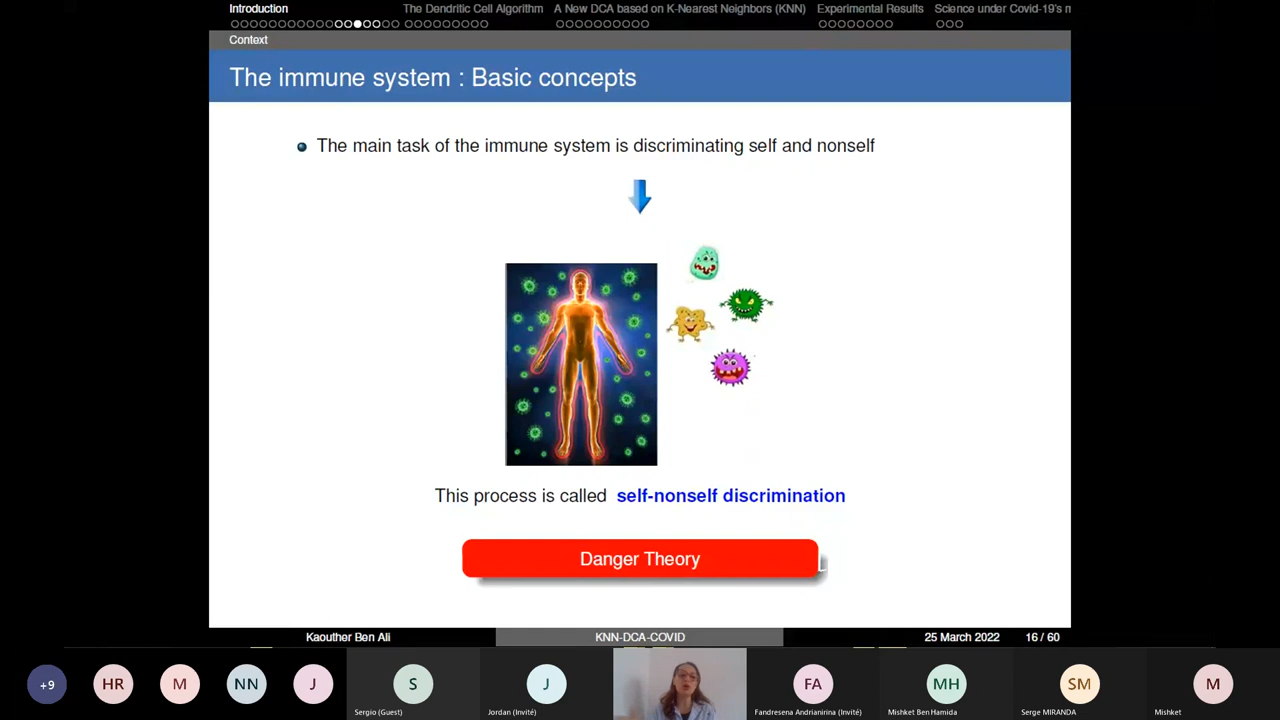 Introduction
The Dendritic Cell Algorithm
A New DCA based on K-Nearest Neighbors (KNN)
Experimental Results
Science under Covid-19's m
Context
The immune system : Basic concepts
The main task of the immune system is discriminating self and nonself
This process is called self-nonself discrimination
Danger Theory
Kaouther Ben Ali
KNN-DCA-COVID
25 March 2022
16 / 60
+9
HR
M
NN
J
S
Sergio (Guest)
J
Jordan (Invité)
FA
Fandresena Andrianirina (Invité)
MH
Mishket Ben Hamida
SM
Serge MIRANDA
M
Mishket